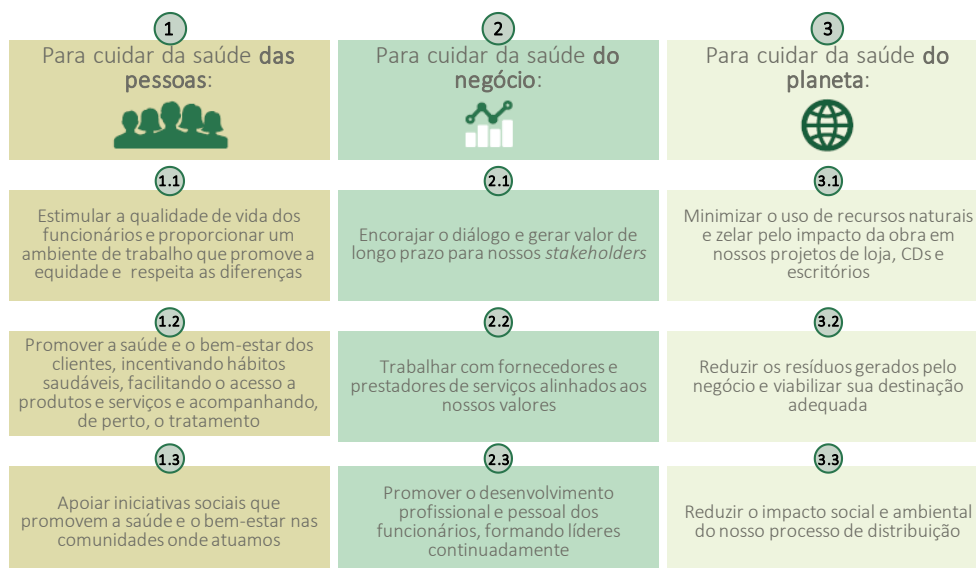 1
Para cuidar da saúde das
pessoas:
2
Para cuidar da saúde do
negócio:
3
Para cuidar da saúde do
planeta:
1.1
Estimular a qualidade de vida dos
funcionários e proporcionar um
ambiente de trabalho que promove a
equidade e respeita as diferenças
2.1
Encorajar o diálogo e gerar valor de
longo prazo para nossos stakeholders
3.1
Minimizar o uso de recursos naturais
e zelar pelo impacto da obra em
nossos projetos de loja, CDs e
escritórios
1.2
Promover a saúde e o bem-estar dos
clientes, incentivando hábitos
saudáveis, facilitando o acesso a
produtos e serviços e acompanhando,
de perto, o tratamento
2.2
Trabalhar com fornecedores e
prestadores de serviços alinhados aos
nossos valores
3.2
Reduzir os resíduos gerados pelo
negócio e viabilizar sua destinação
adequada
1.3
Apoiar iniciativas sociais que
promovem a saúde e o bem-estar nas
comunidades onde atuamos
2.3
Promover o desenvolvimento
profissional e pessoal dos
funcionários, formando líderes
continuadamente
3.3
Reduzir o impacto social e ambiental
do nosso processo de distribuição